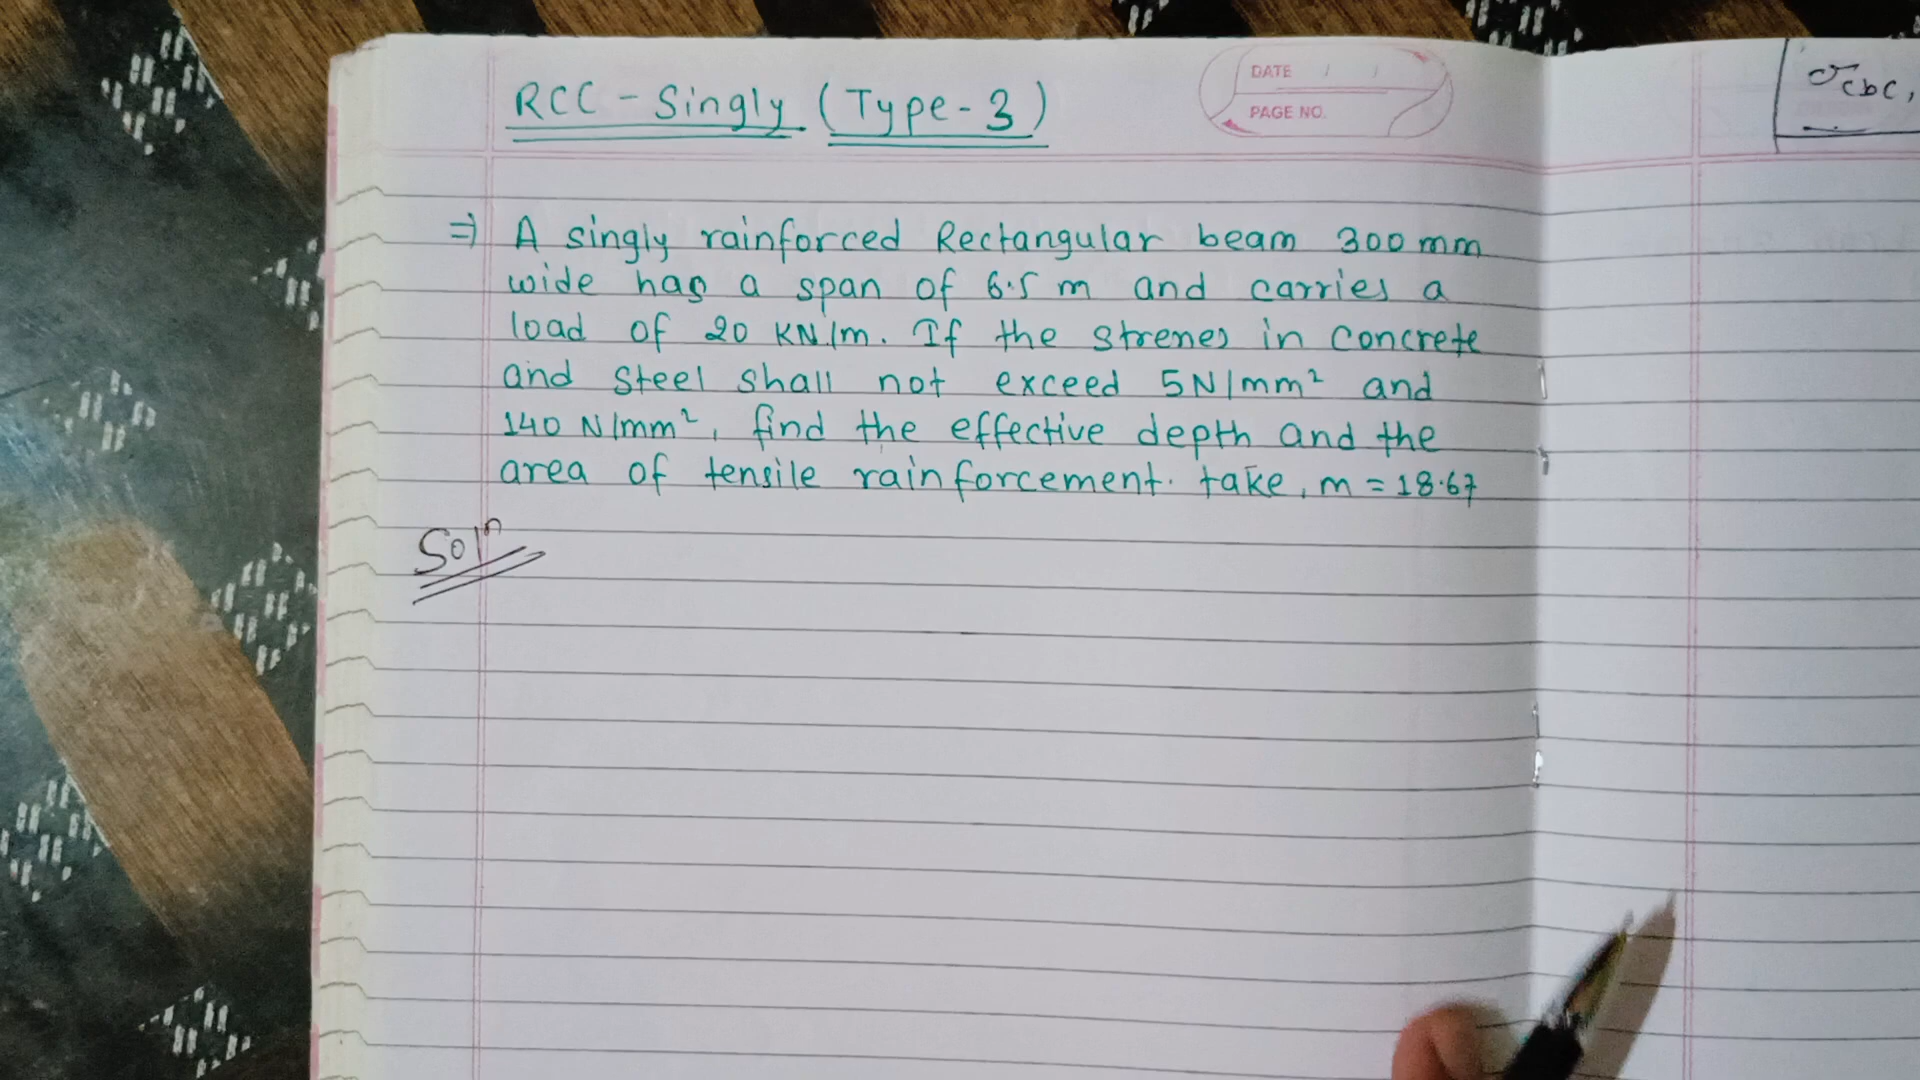 RCC - Singly (Type-3)
DATE
PAGE NO.
σcbc,
⇒ A singly rainforced Rectangular beam 300 mm
wide has a span of 6.5 m and carries a
load of 20 KN/m. If the strenes in concrete
and steel shall not exceed 5N/mm² and
140 N/mm², find the effective depth and the
area of tensile rainforcement. take, m = 18.67
Soln